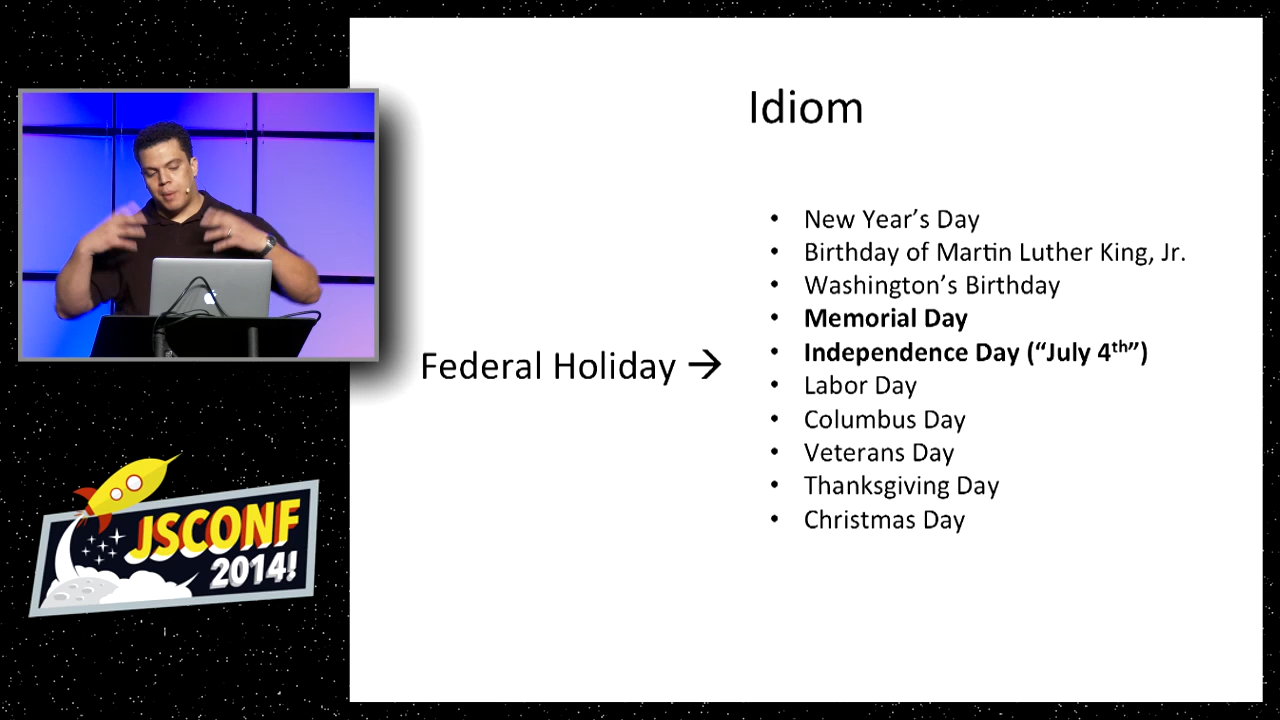 Idiom
Federal Holiday →
• New Year’s Day
• Birthday of Martin Luther King, Jr.
• Washington’s Birthday
• Memorial Day
• Independence Day (“July 4th”)
• Labor Day
• Columbus Day
• Veterans Day
• Thanksgiving Day
• Christmas Day
JSCONF
2014!